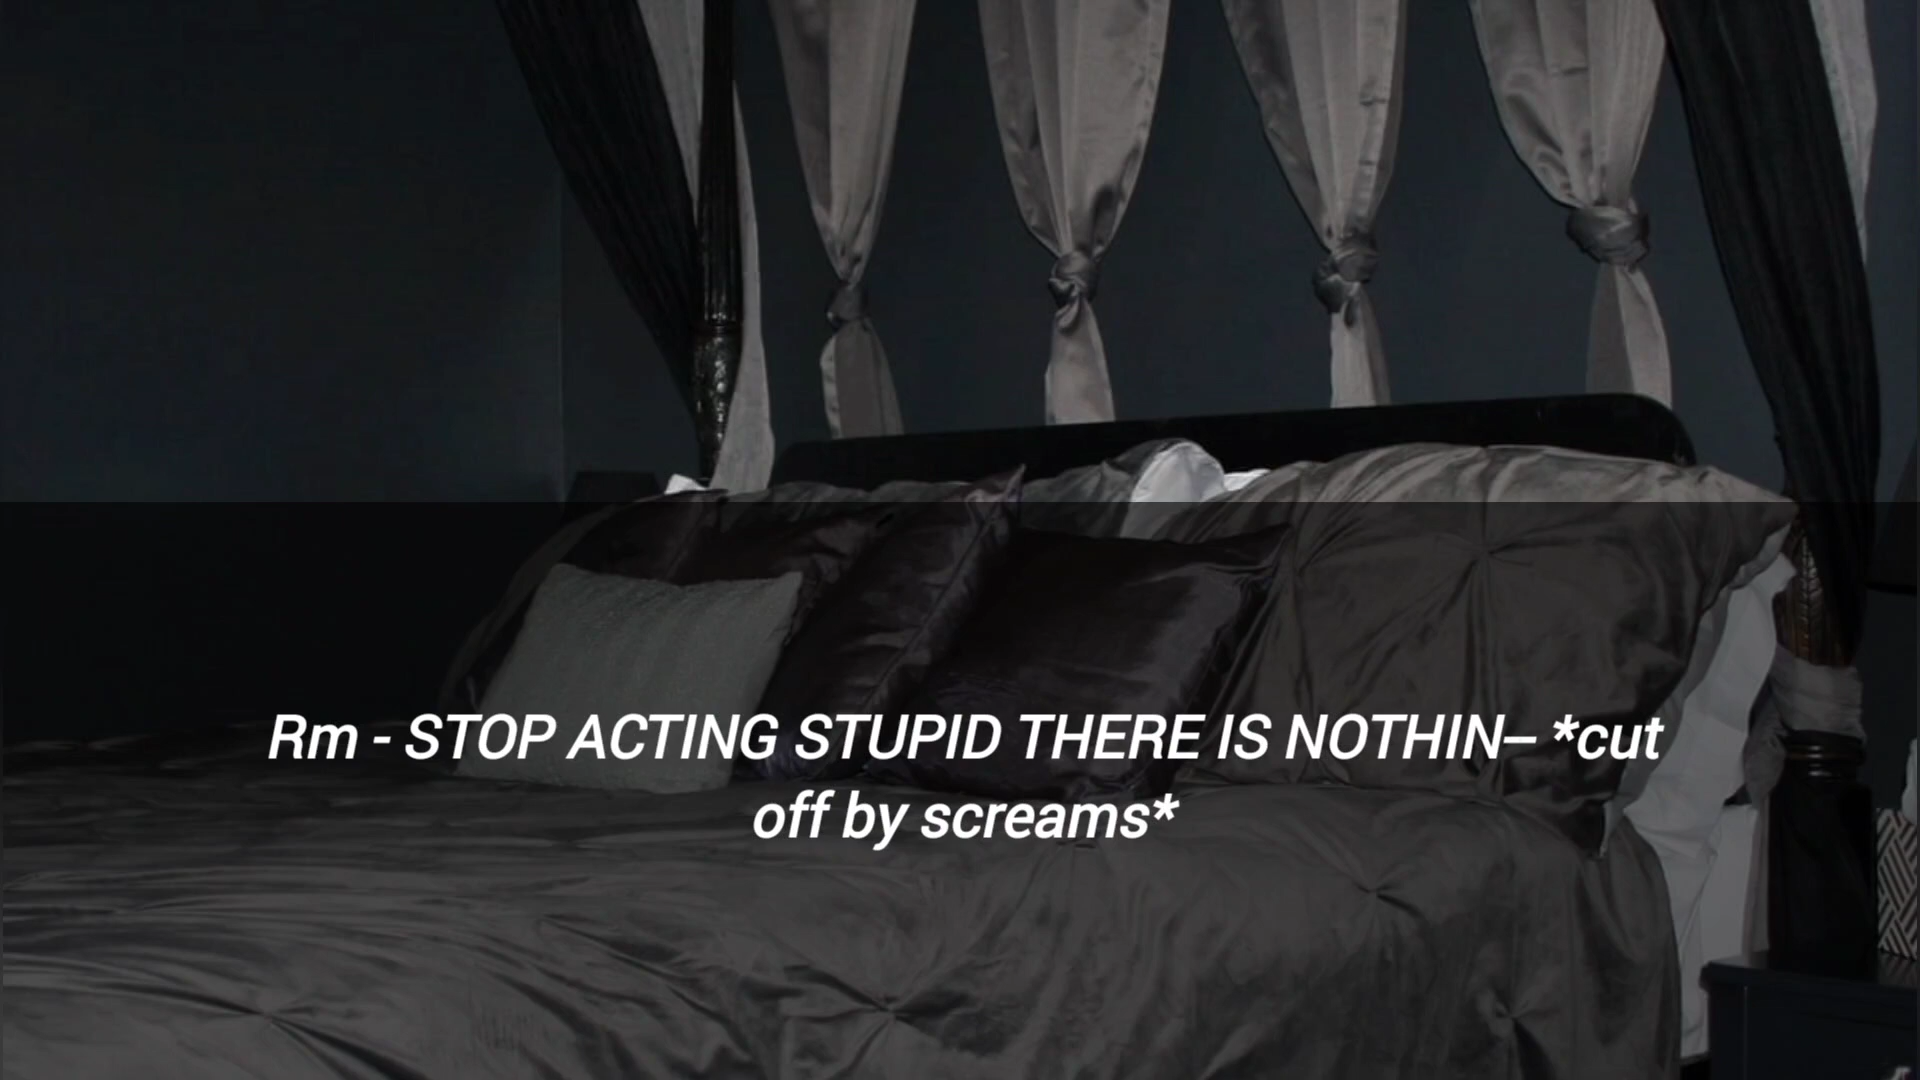 Rm - STOP ACTING STUPID THERE IS NOTHIN– *cut
off by screams*